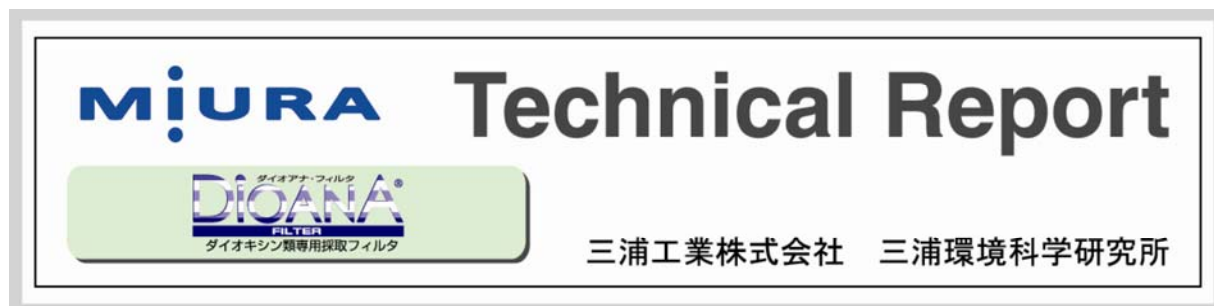 MIURA Technical Report
ダイオアナ・フィルタ
DIOANA®
FILTER
ダイオキシン類専用採取フィルタ
三浦工業株式会社 三浦環境科学研究所